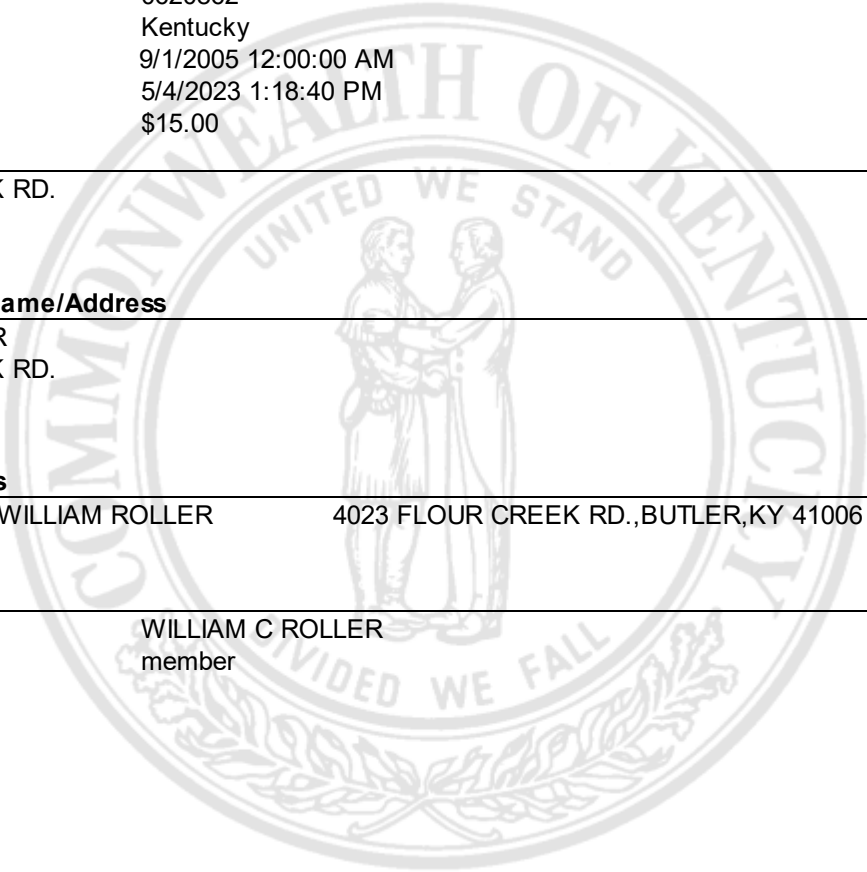 Kentucky
9/1/2005 12:00:00 AM
5/4/2023 1:18:40 PM
$15.00
K RD.
ame/Address
R
K RD.
s
WILLIAM ROLLER 4023 FLOUR CREEK RD.,BUTLER,KY 41006
WILLIAM C ROLLER
member
COMMONWEALTH OF KENTUCKY
UNITED WE STAND
DIVIDED WE FALL